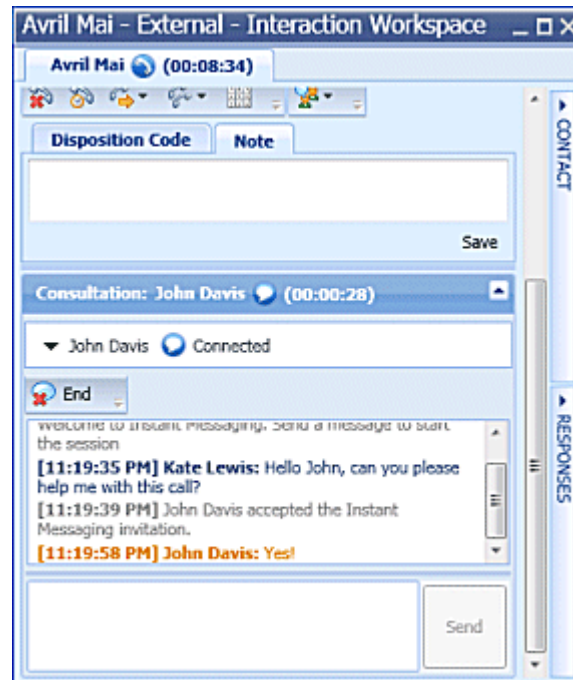 Avril Mai - External - Interaction Workspace
Avril Mai (00:08:34)
Disposition Code Note
Save
Consultation: John Davis (00:00:28)
John Davis Connected
End
Welcome to Instant Messaging. Send a message to start
the session
[11:19:35 PM] Kate Lewis: Hello John, can you please
help me with this call?
[11:19:39 PM] John Davis accepted the Instant
Messaging invitation.
[11:19:58 PM] John Davis: Yes!
Send
CONTACT
RESPONSES